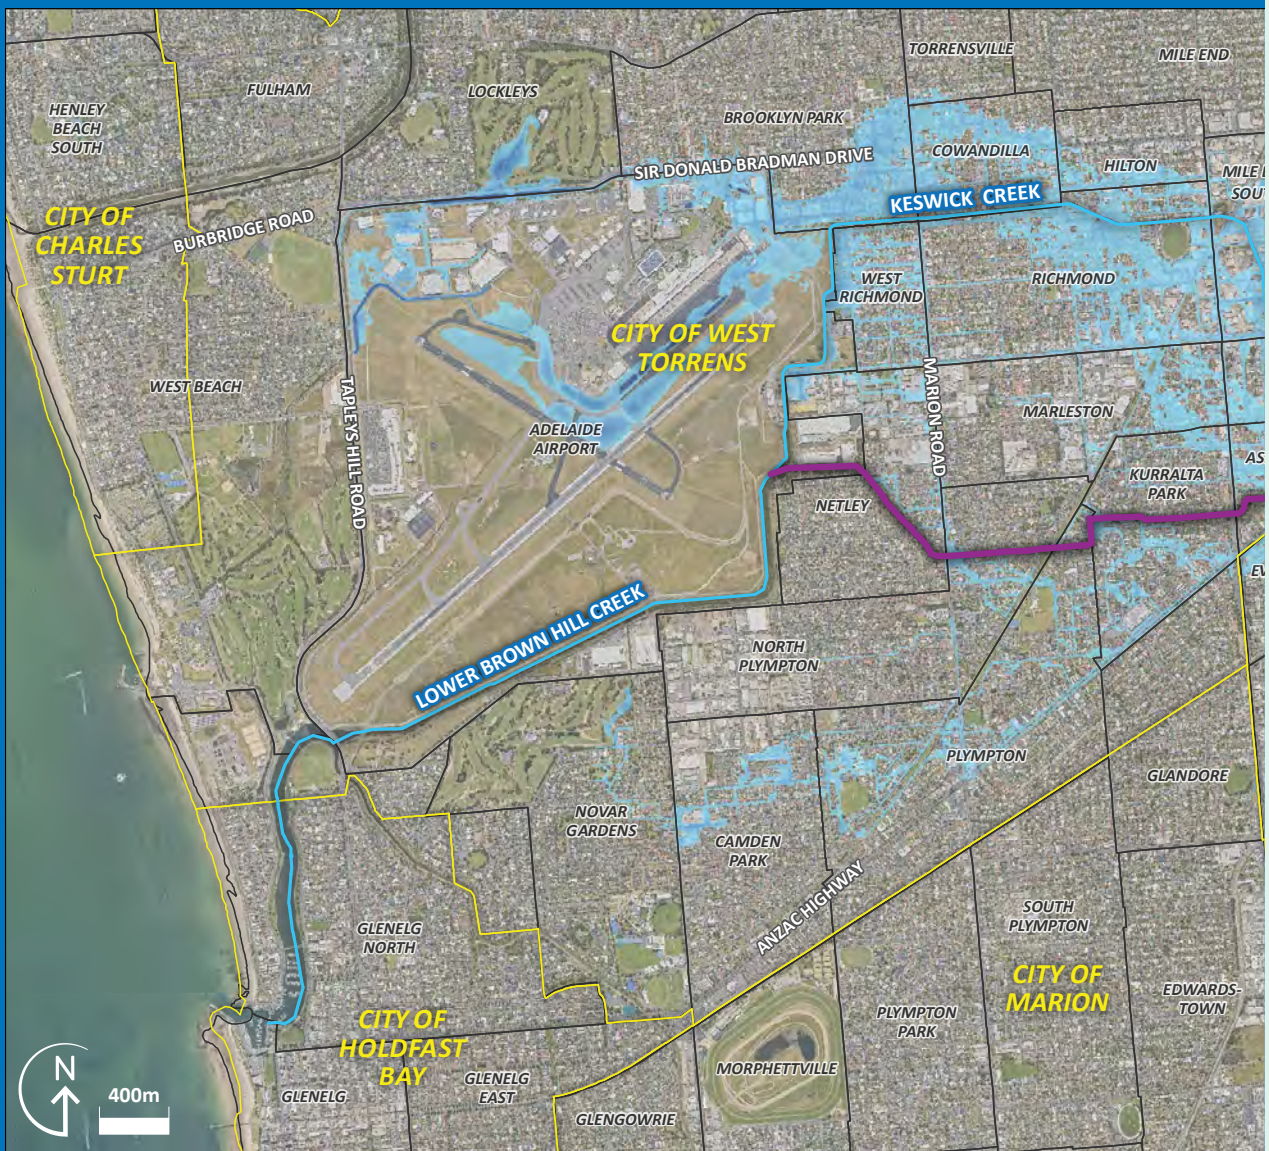 TORRENSVILLE
MILE END
FULHAM
LOCKLEYS
HENLEY
BEACH
SOUTH
BROOKLYN PARK
COWANDILLA
HILTON
SIR DONALD BRADMAN DRIVE
MILE
SOU
KESWICK CREEK
CITY OF
CHARLES
STURT
BURBRIDGE ROAD
WEST
RICHMOND
RICHMOND
CITY OF WEST
TORRENS
WEST BEACH
TAPLEYS HILL ROAD
MARION ROAD
MARLESTON
ADELAIDE
AIRPORT
AS
KURRALTA
PARK
NETLEY
EV
LOWER BROWN HILL CREEK
NORTH
PLYMPTON
PLYMPTON
GLANDORE
NOVAR
GARDENS
CAMDEN
PARK
ANZAC HIGHWAY
SOUTH
PLYMPTON
GLENELG
NORTH
CITY OF
MARION
EDWARDS-
TOWN
PLYMPTON
PARK
CITY OF
HOLDFAST
BAY
MORPHETTVILLE
N
400m
GLENELG
GLENELG
EAST
GLENGOWRIE